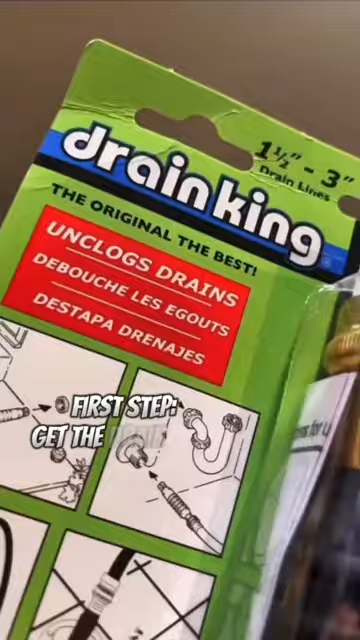 1½" - 3"
Drain Lines
drain king
THE ORIGINAL THE BEST!
UNCLOGS DRAINS
DEBOUCHE LES EGOUTS
DESTAPA DRENAJES
FIRST STEP:
GET THE